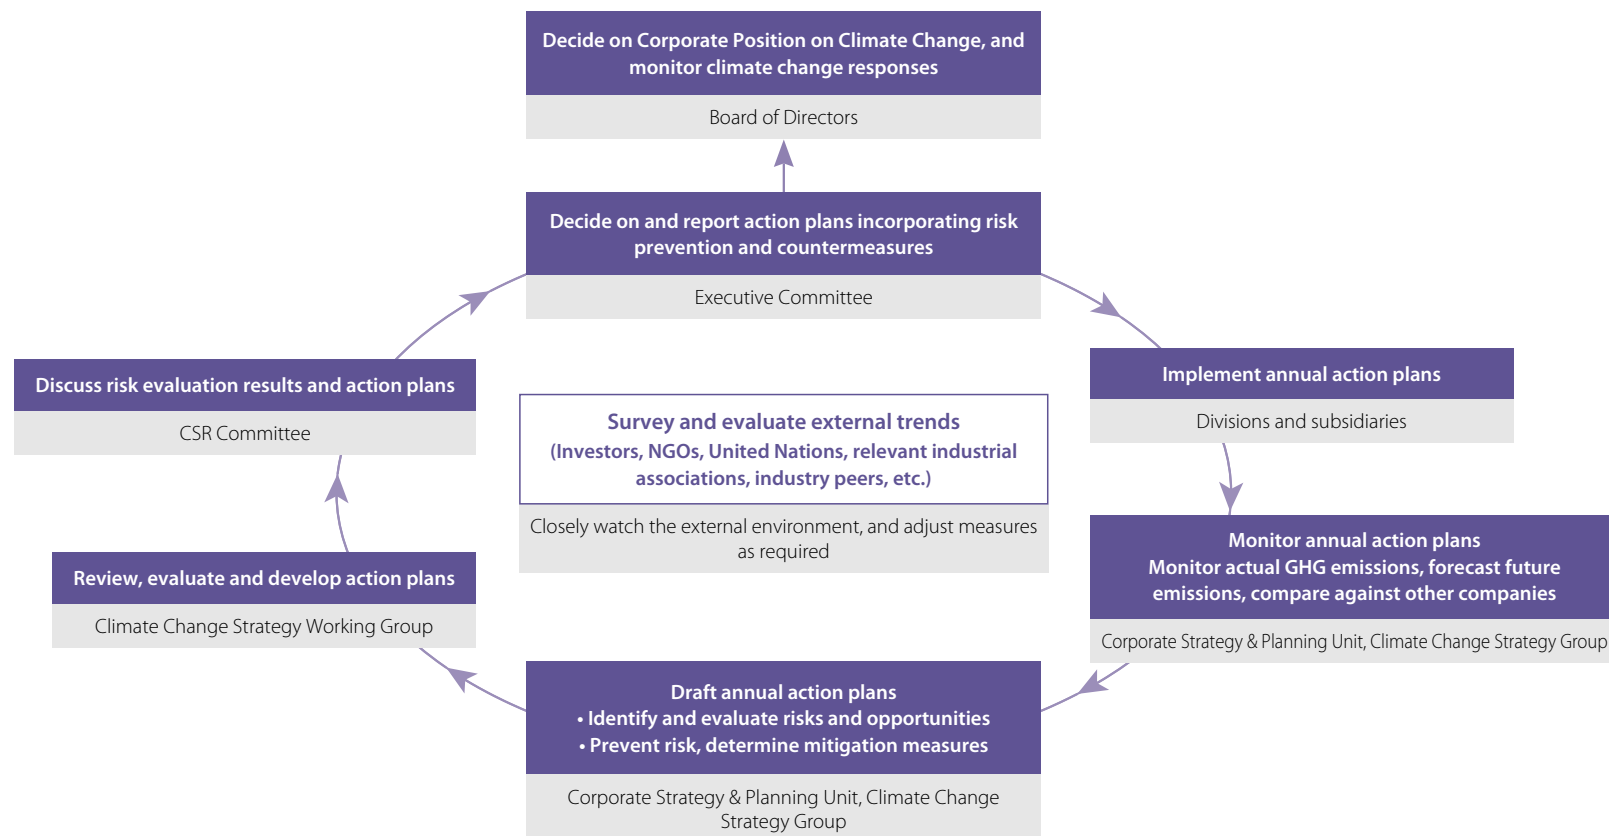 Decide on Corporate Position on Climate Change, and
monitor climate change responses
Board of Directors
Decide on and report action plans incorporating risk
prevention and countermeasures
Executive Committee
Discuss risk evaluation results and action plans
CSR Committee
Implement annual action plans
Divisions and subsidiaries
Survey and evaluate external trends
(Investors, NGOs, United Nations, relevant industrial
associations, industry peers, etc.)
Closely watch the external environment, and adjust measures
as required
Monitor annual action plans
Monitor actual GHG emissions, forecast future
emissions, compare against other companies
Corporate Strategy & Planning Unit, Climate Change Strategy Group
Review, evaluate and develop action plans
Climate Change Strategy Working Group
Draft annual action plans
• Identify and evaluate risks and opportunities
• Prevent risk, determine mitigation measures
Corporate Strategy & Planning Unit, Climate Change
Strategy Group